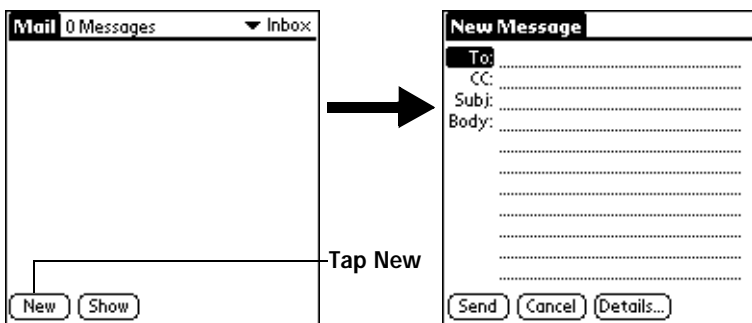 Mail 0 Messages ▼ Inbox
New Show
Tap New
New Message
To:
CC:
Subj:
Body:
Send Cancel Details...